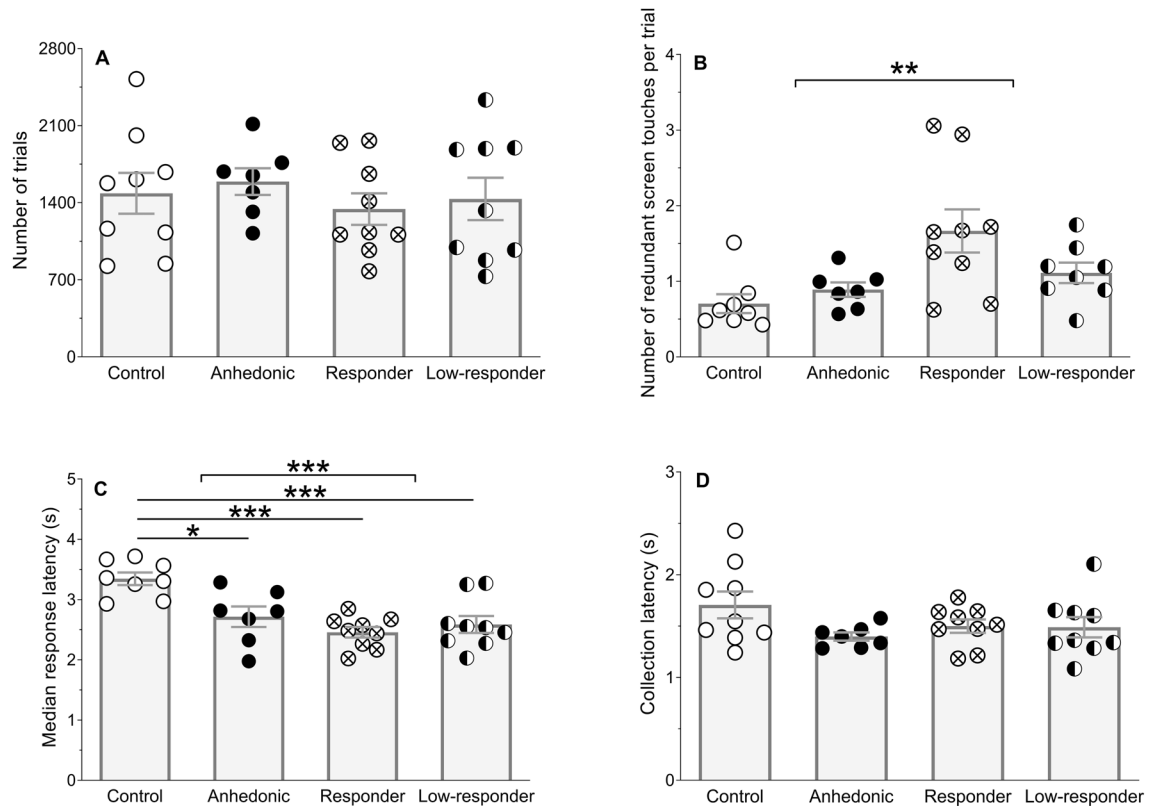 A
Number of trials
2800
2100
1400
700
0
Control Anhedonic Responder Low-responder
B
Number of redundant screen touches per trial
**
4
3
2
1
0
Control Anhedonic Responder Low-responder
C
Median response latency (s)
***
***
***
*
5
4
3
2
1
0
Control Anhedonic Responder Low-responder
D
Collection latency (s)
3
2
1
0
Control Anhedonic Responder Low-responder